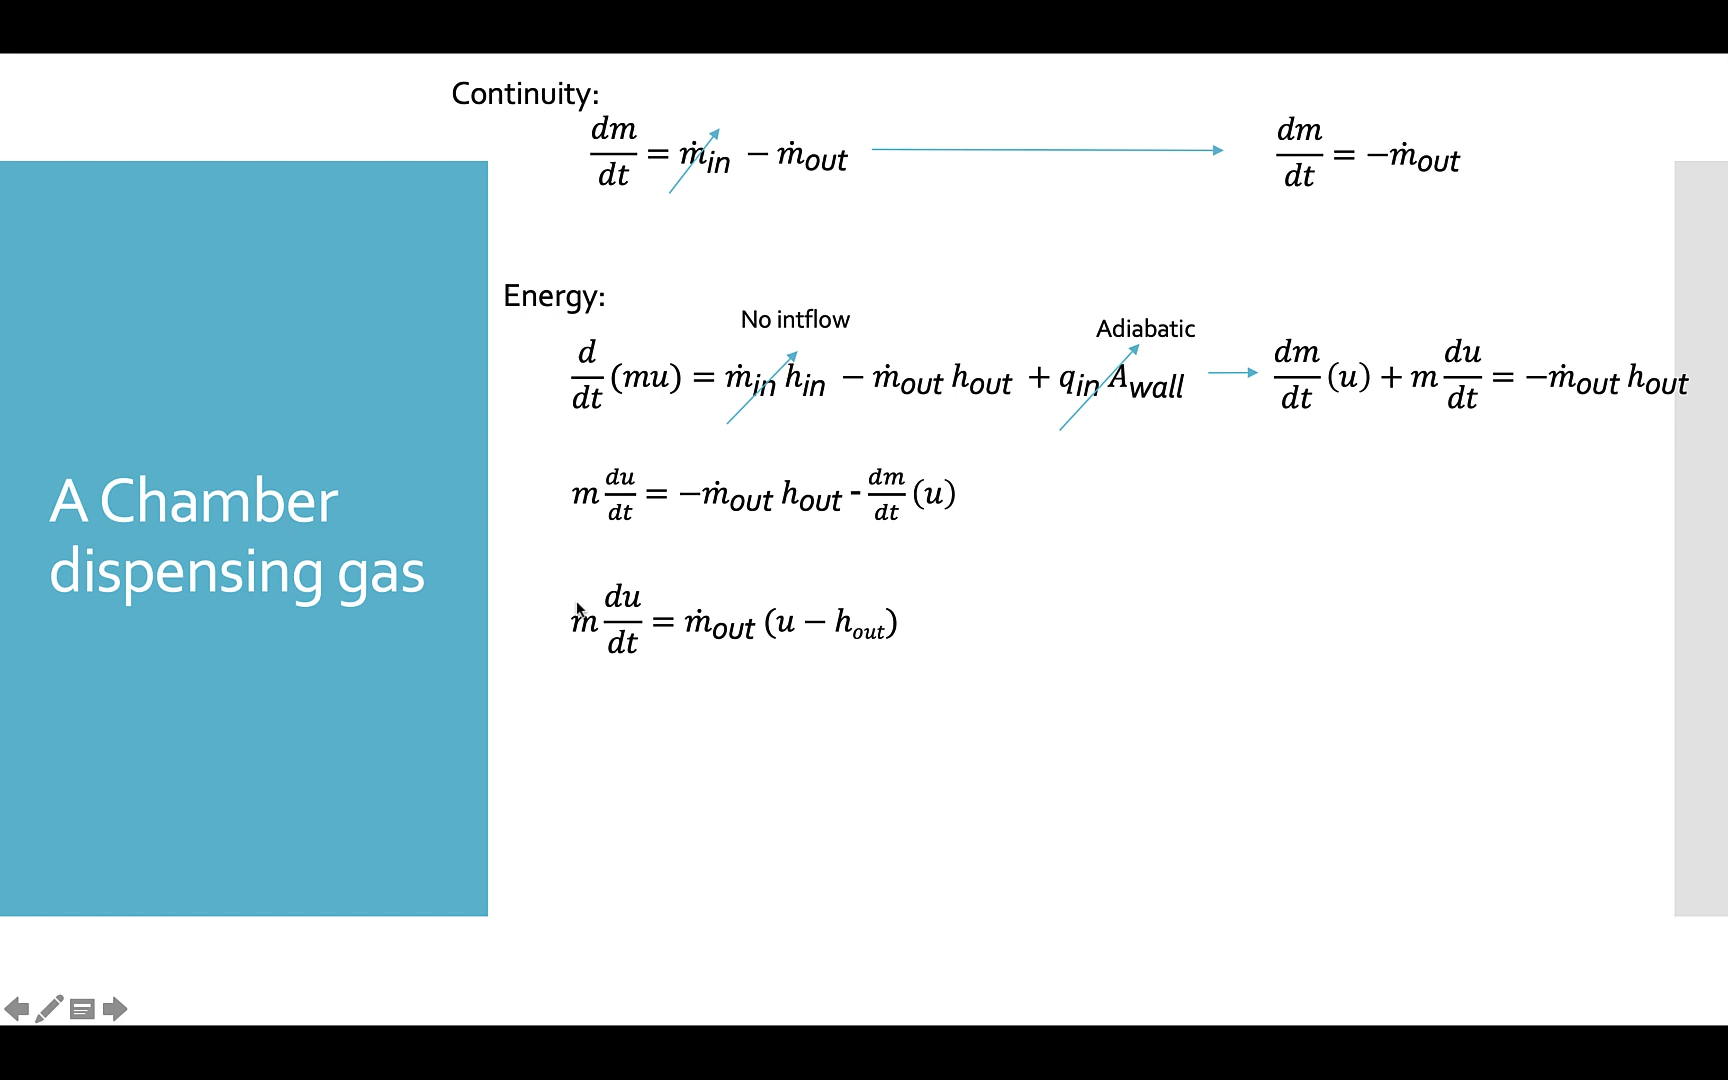 Continuity:
dm/dt = ṁin − ṁout
dm/dt = −ṁout
Energy:
No intflow
Adiabatic
d/dt (mu) = ṁin hin − ṁout hout + qin Awall
dm/dt (u) + m du/dt = −ṁout hout
m du/dt = −ṁout hout - dm/dt (u)
m du/dt = ṁout (u − hout)
A Chamber
dispensing gas